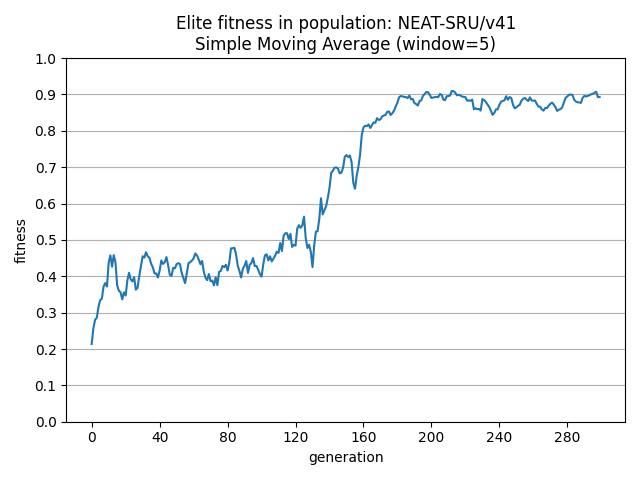 Elite fitness in population: NEAT-SRU/v41
Simple Moving Average (window=5)
1.0
0.9
0.8
0.7
0.6
0.5
0.4
0.3
0.2
0.1
0.0
fitness
0 40 80 120 160 200 240 280
generation